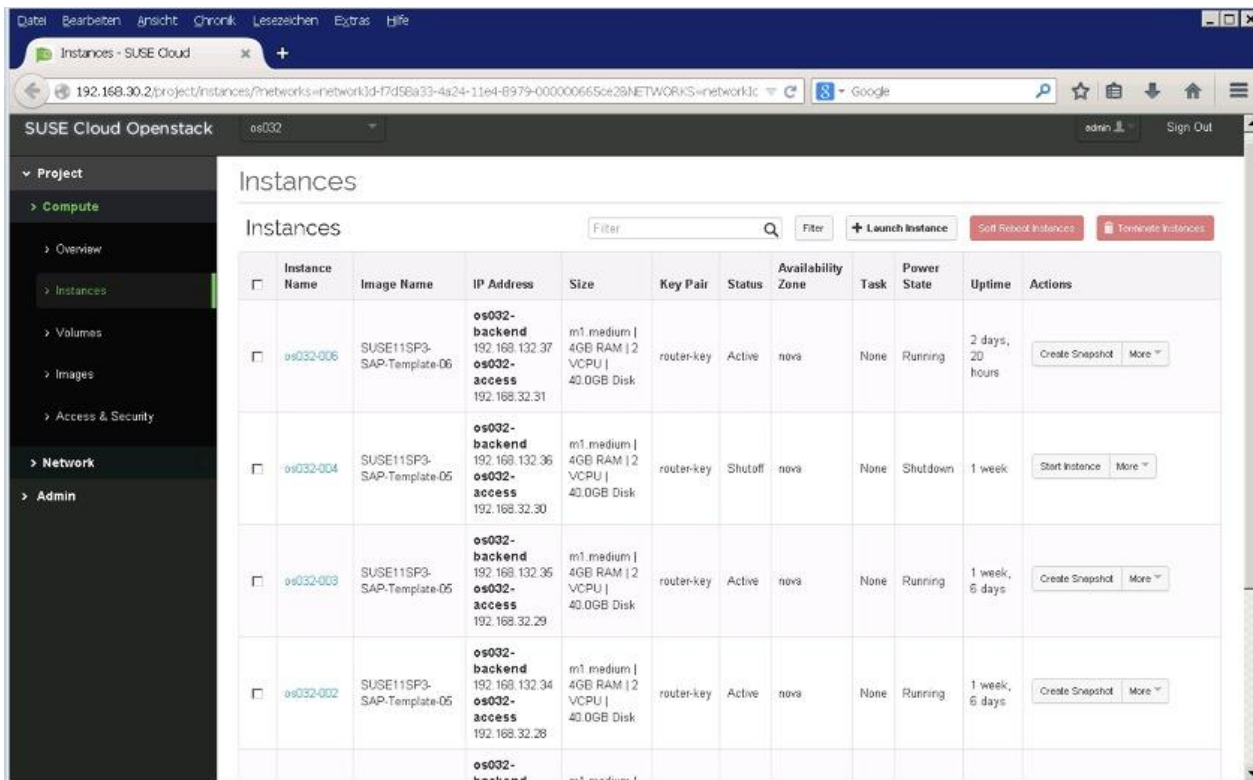 Datei Bearbeiten Ansicht Chronik Lesezeichen Extras Hilfe
Instances - SUSE Cloud
192.168.30.2/project/instances/?networks=networkId-f7d58a33-4a24-11e4-8979-000000665ce28NETWORKS=networkIc
Google
SUSE Cloud Openstack os032 admin Sign Out
Project
Compute
Overview
Instances
Volumes
Images
Access & Security
Network
Admin
Instances
Instances
Filter Filter + Launch Instance Soft Reboot Instances Terminate Instances
Instance Name Image Name IP Address Size Key Pair Status Availability Zone Task Power State Uptime Actions
os032-006
SUSE11SP3-
SAP-Template-06
os032-
backend
192.168.132.37
os032-
access
192.168.32.31
m1.medium |
4GB RAM | 2
VCPU |
40.0GB Disk
router-key Active nova None Running
2 days,
20
hours
Create Snapshot More
os032-004
SUSE11SP3-
SAP-Template-05
os032-
backend
192.168.132.36
os032-
access
192.168.32.30
m1.medium |
4GB RAM | 2
VCPU |
40.0GB Disk
router-key Shutoff nova None Shutdown 1 week
Start Instance More
os032-003
SUSE11SP3-
SAP-Template-05
os032-
backend
192.168.132.35
os032-
access
192.168.32.29
m1.medium |
4GB RAM | 2
VCPU |
40.0GB Disk
router-key Active nova None Running
1 week,
6 days
Create Snapshot More
os032-002
SUSE11SP3-
SAP-Template-05
os032-
backend
192.168.132.34
os032-
access
192.168.32.28
m1.medium |
4GB RAM | 2
VCPU |
40.0GB Disk
router-key Active nova None Running
1 week,
6 days
Create Snapshot More
os032-